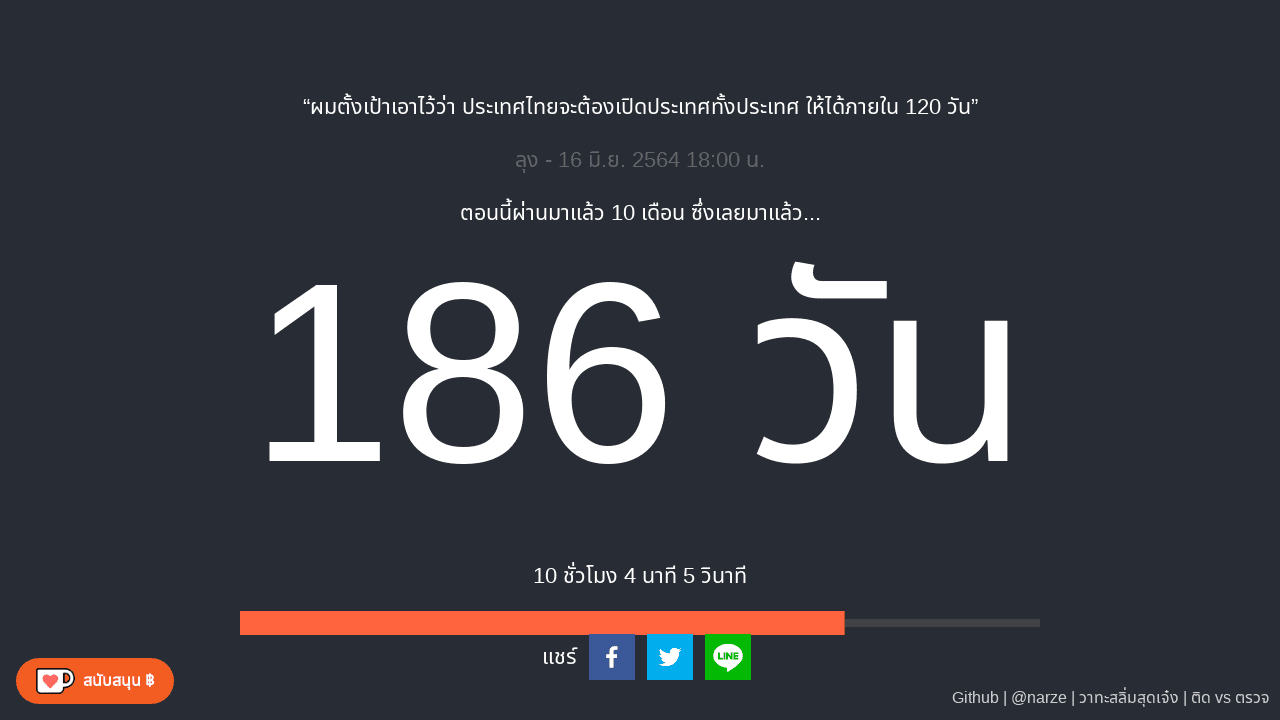 “ผมตั้งเป้าเอาไว้ว่า ประเทศไทยจะต้องเปิดประเทศทั้งประเทศ ให้ได้ภายใน 120 วัน”
ลุง - 16 มิ.ย. 2564 18:00 น.
ตอนนี้ผ่านมาแล้ว 10 เดือน ซึ่งเลยมาแล้ว...
186 วัน
10 ชั่วโมง 4 นาที 5 วินาที
แชร์
LINE
สนับสนุน ฿
Github | @narze | วาทะสลิ่มสุดเจ๋ง | ติด vs ตรวจ